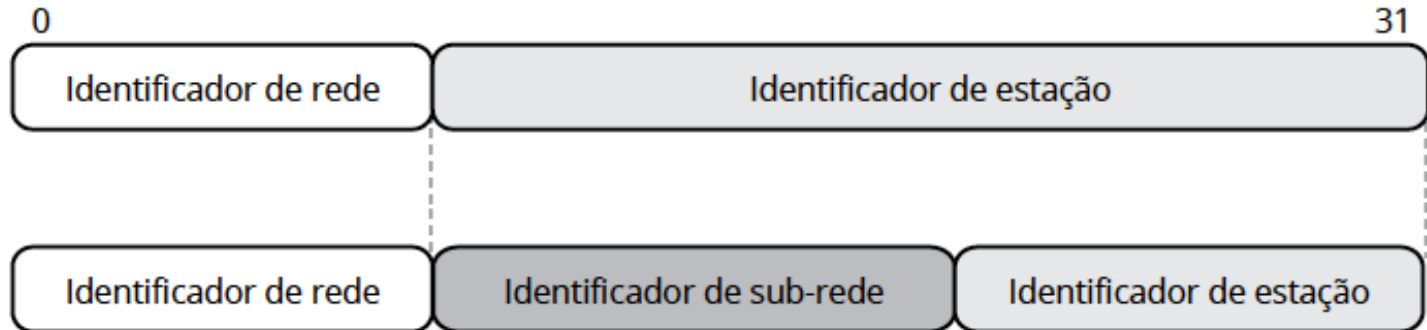 0 31
Identificador de rede Identificador de estação
Identificador de rede Identificador de sub-rede Identificador de estação